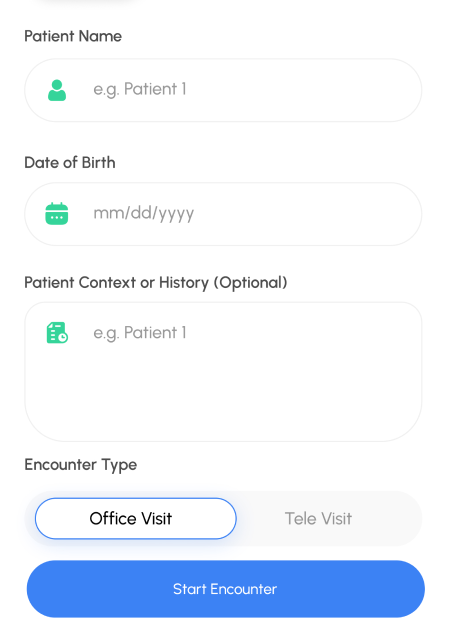 Patient Name
e.g. Patient 1
Date of Birth
mm/dd/yyyy
Patient Context or History (Optional)
e.g. Patient 1
Encounter Type
Office Visit
Tele Visit
Start Encounter